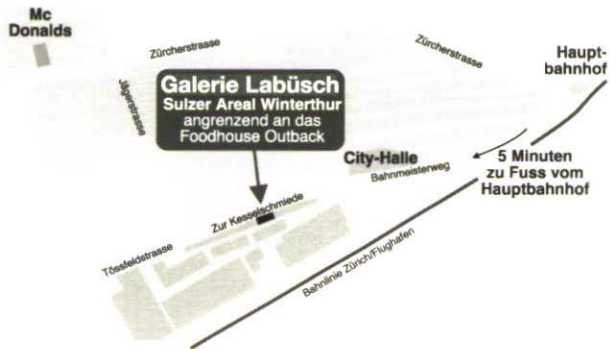 Mc
Donalds
Zürcherstrasse
Zürcherstrasse
Haupt-
bahnhof
Jägerstrasse
Galerie Labüsch
Sulzer Areal Winterthur
angrenzend an das
Foodhouse Outback
City-Halle
Bahnmeisterweg
5 Minuten
zu Fuss vom
Hauptbahnhof
Zur Kesselschmiede
Tössfeldstrasse
Bahnlinie Zürich/Flughafen